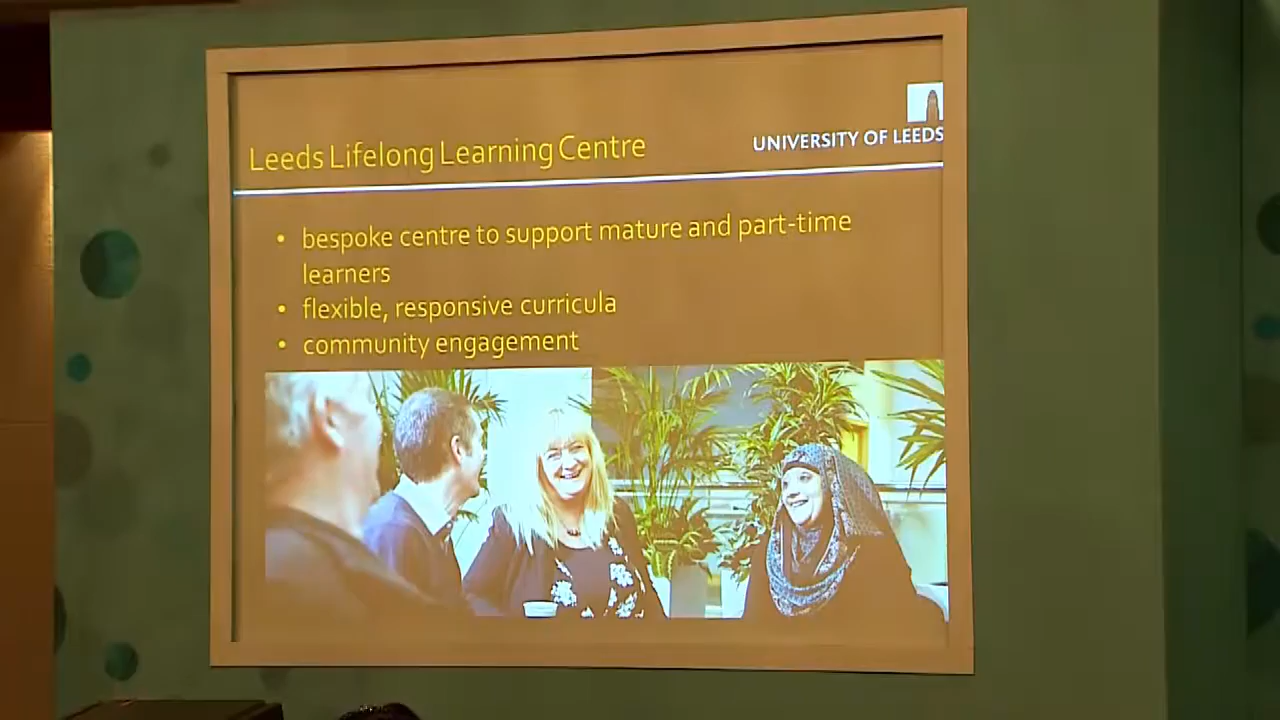 UNIVERSITY OF LEEDS
Leeds Lifelong Learning Centre
• bespoke centre to support mature and part-time
learners
• flexible, responsive curricula
• community engagement